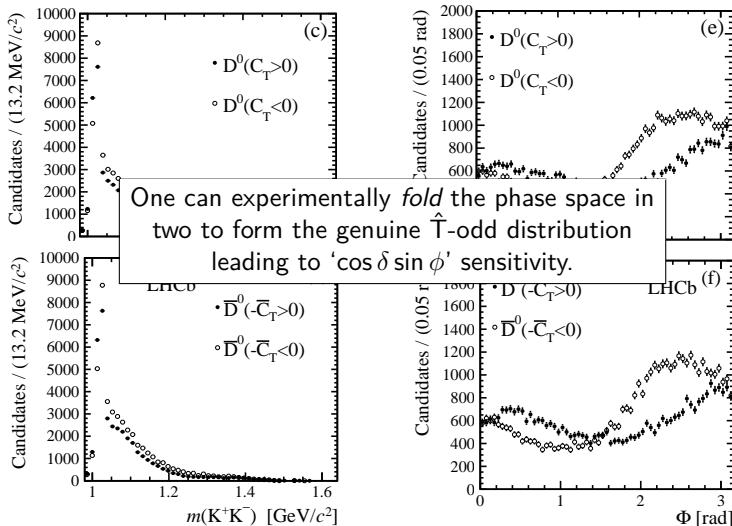 (c)
Candidates / (13.2 MeV/c²)
10000
9000
8000
7000
6000
5000
4000
3000
2000
1000
0
D⁰(C_T>0)
D⁰(C_T<0)
1
(e)
Candidates / (0.05 rad)
2000
1800
1600
1400
1200
1000
800
600
D⁰(C_T>0)
D⁰(C_T<0)
3
One can experimentally fold the phase space in
two to form the genuine T̂-odd distribution
leading to ‘cos δ sin φ’ sensitivity.
LHCb
Candidates / (13.2 MeV/c²)
10000
9000
8000
7000
6000
5000
4000
3000
2000
1000
0
D̅⁰(-C̅_T>0)
D̅⁰(-C̅_T<0)
1
1.2
1.4
1.6
m(K⁺K⁻) [GeV/c²]
(f)
LHCb
Candidates / (0.05
1800
1600
1400
1200
1000
800
600
400
200
0
D (-C_T>0)
D̅⁰(-C̅_T<0)
0
1
2
3
Φ [rad]